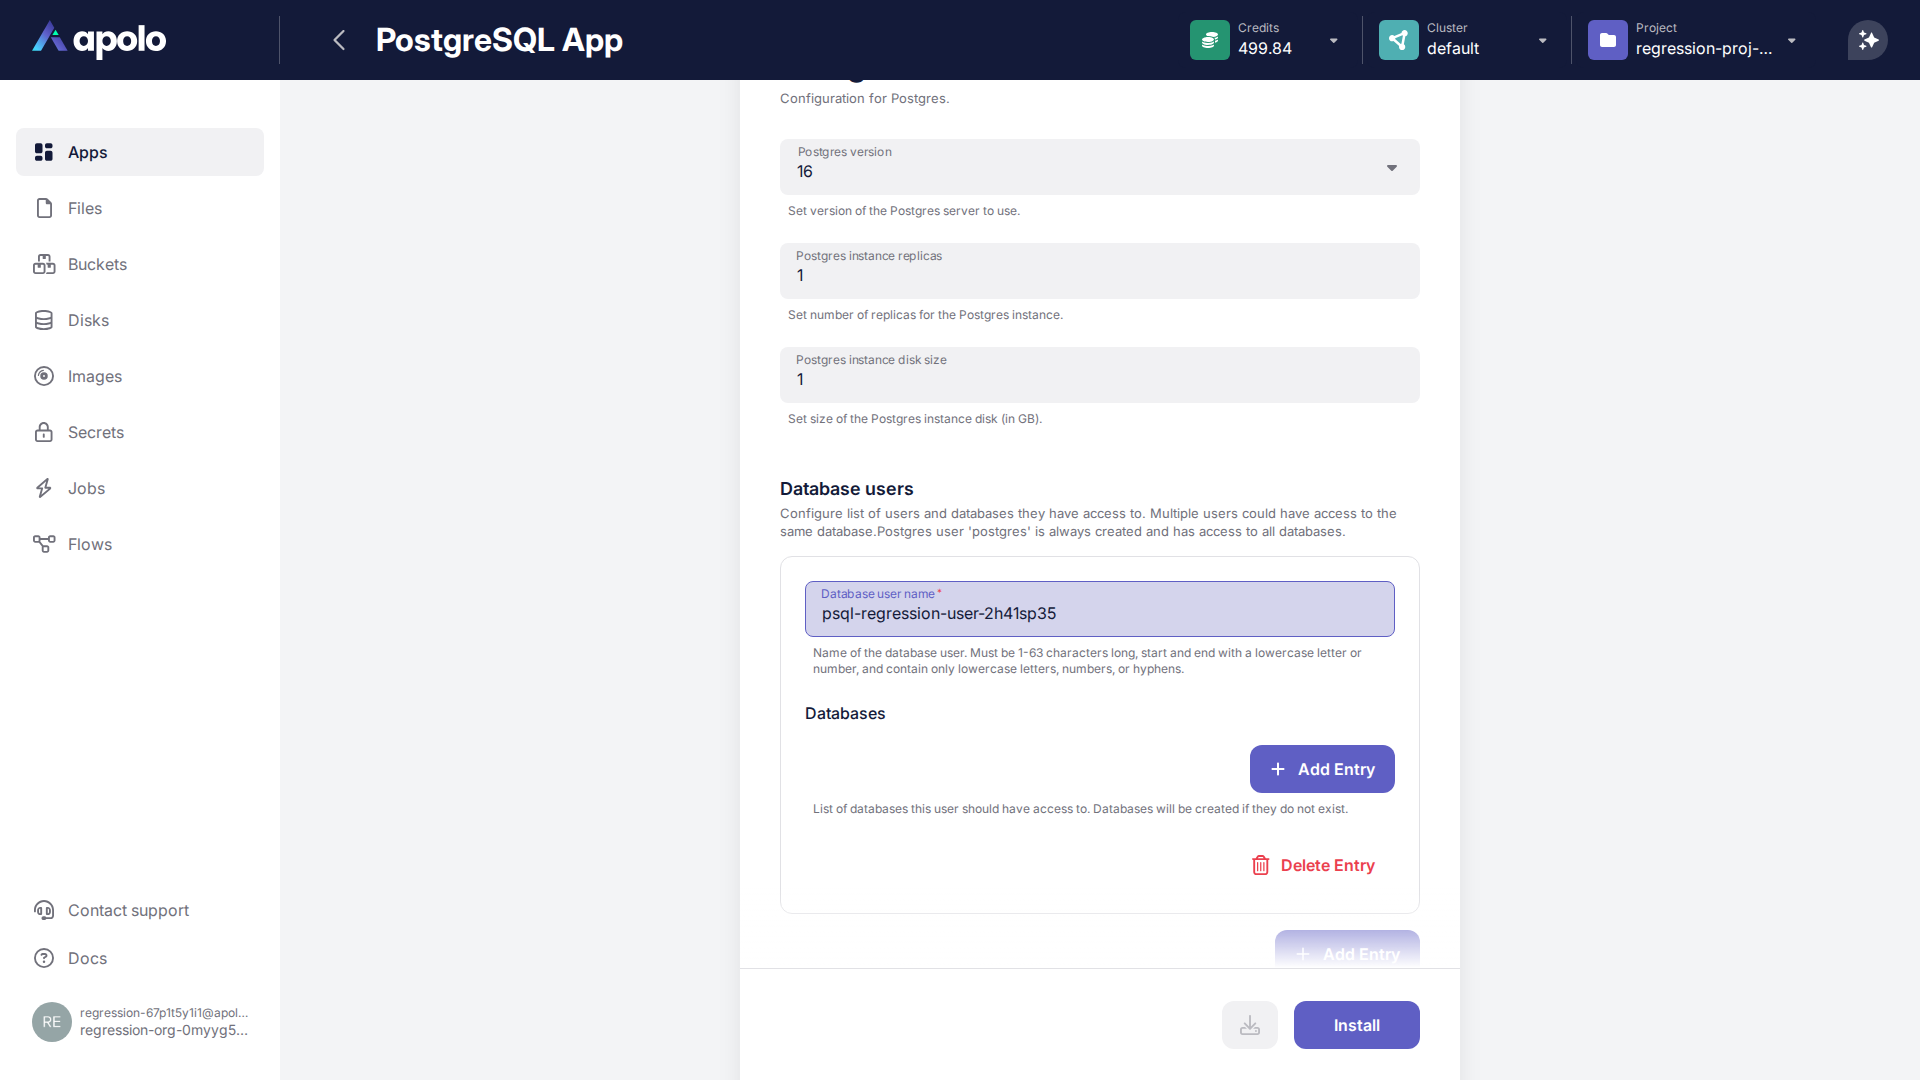 apolo
PostgreSQL App
Credits
499.84
Cluster
default
Project
regression-proj-...
Apps
Files
Buckets
Disks
Images
Secrets
Jobs
Flows
Contact support
Docs
RE
regression-67p1t5y1i1@apol...
regression-org-0myyg5...
Configuration for Postgres.
Postgres version
16
Set version of the Postgres server to use.
Postgres instance replicas
1
Set number of replicas for the Postgres instance.
Postgres instance disk size
1
Set size of the Postgres instance disk (in GB).
Database users
Configure list of users and databases they have access to. Multiple users could have access to the
same database.Postgres user 'postgres' is always created and has access to all databases.
Database user name *
psql-regression-user-2h41sp35
Name of the database user. Must be 1-63 characters long, start and end with a lowercase letter or
number, and contain only lowercase letters, numbers, or hyphens.
Databases
Add Entry
List of databases this user should have access to. Databases will be created if they do not exist.
Delete Entry
Add Entry
Install